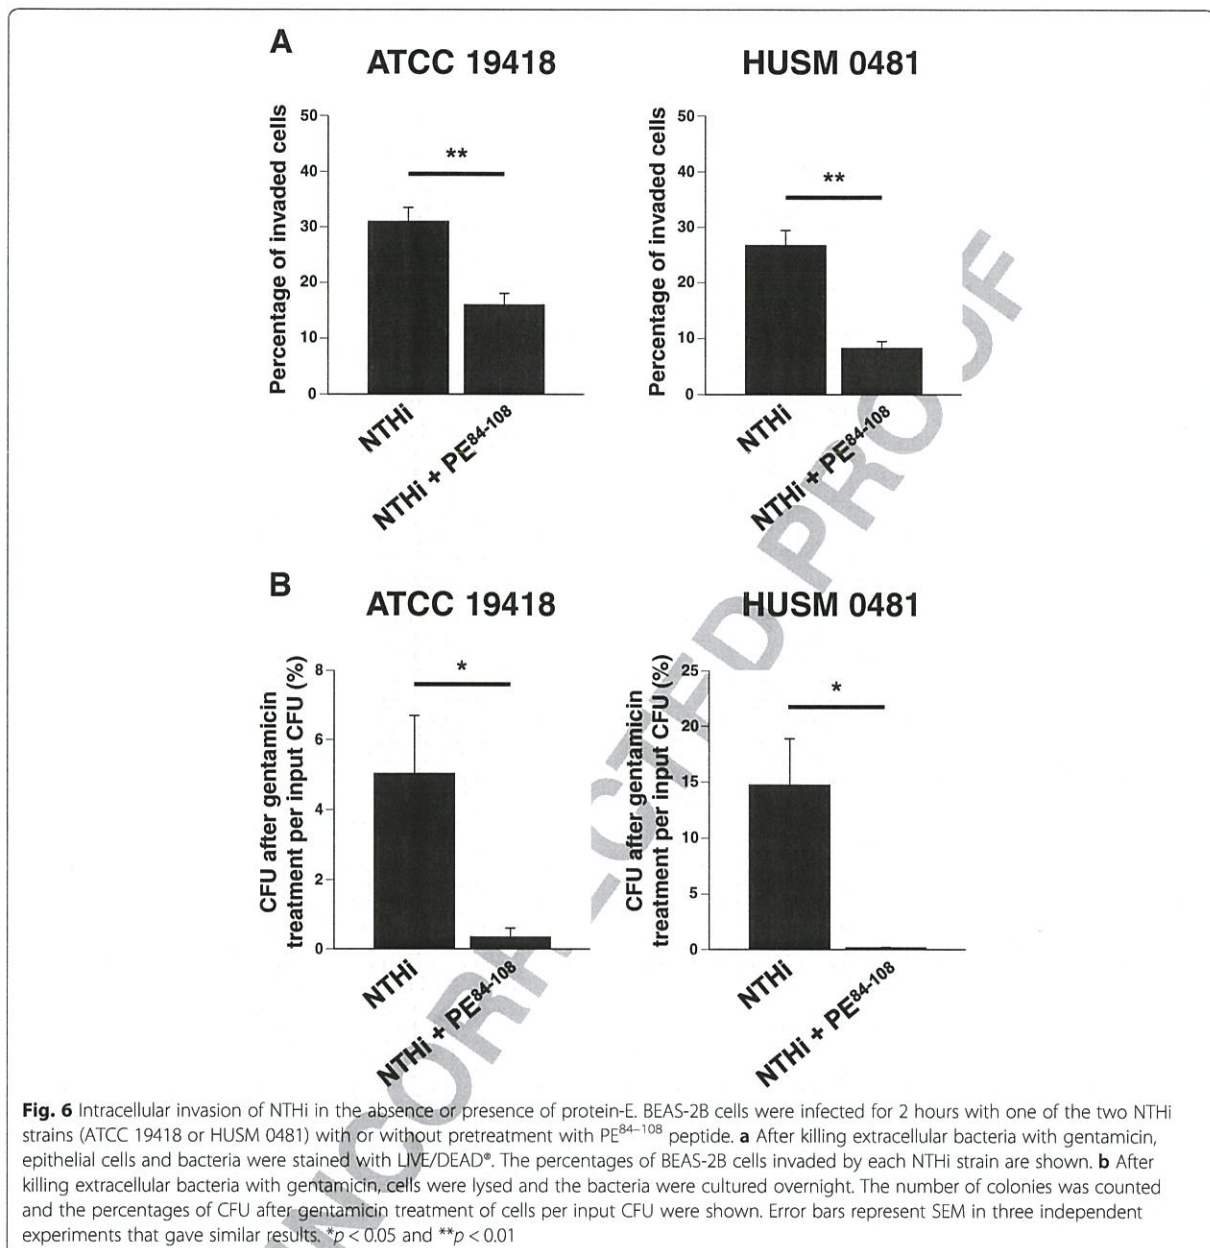 A
ATCC 19418
HUSM 0481
Percentage of invaded cells
50
40
30
20
10
0
**
NTHi
NTHi + PE84-108
Percentage of invaded cells
50
40
30
20
10
0
**
NTHi
NTHi + PE84-108
B
ATCC 19418
HUSM 0481
CFU after gentamicin
treatment per input CFU (%)
8
6
4
2
0
*
NTHi
NTHi + PE84-108
CFU after gentamicin
treatment per input CFU (%)
25
20
15
10
5
0
*
NTHi
NTHi + PE84-108
UNCORRECTED PROOF
Fig. 6 Intracellular invasion of NTHi in the absence or presence of protein-E. BEAS-2B cells were infected for 2 hours with one of the two NTHi
strains (ATCC 19418 or HUSM 0481) with or without pretreatment with PE84–108 peptide. a After killing extracellular bacteria with gentamicin,
epithelial cells and bacteria were stained with LIVE/DEAD®. The percentages of BEAS-2B cells invaded by each NTHi strain are shown. b After
killing extracellular bacteria with gentamicin, cells were lysed and the bacteria were cultured overnight. The number of colonies was counted
and the percentages of CFU after gentamicin treatment of cells per input CFU were shown. Error bars represent SEM in three independent
experiments that gave similar results. *p < 0.05 and **p < 0.01